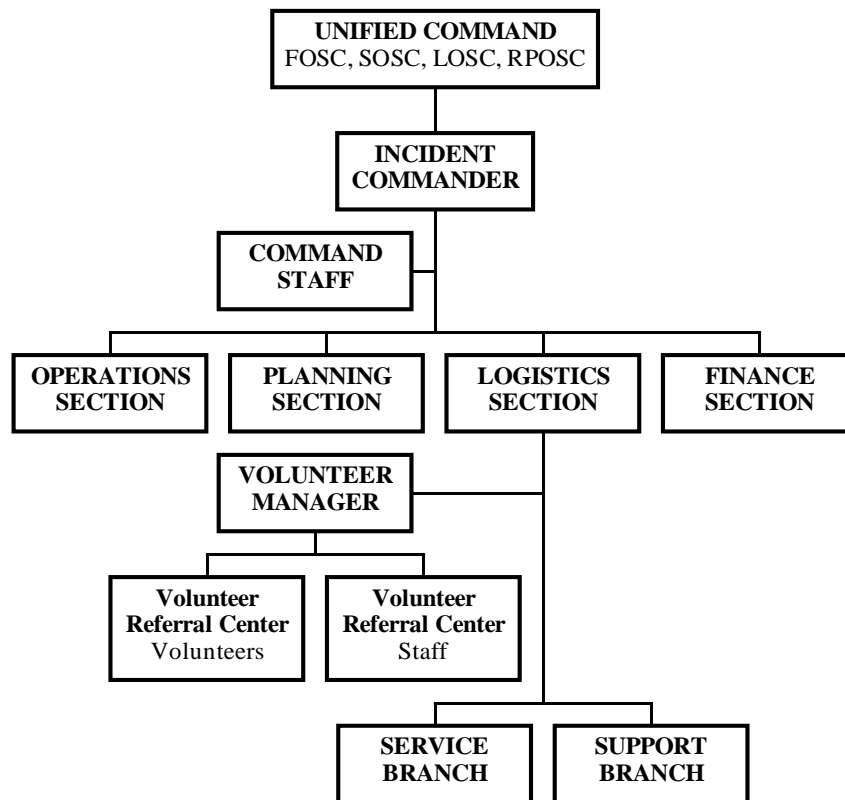 UNIFIED COMMAND
FOSC, SOSC, LOSC, RPOSC
INCIDENT
COMMANDER
COMMAND
STAFF
OPERATIONS
SECTION
PLANNING
SECTION
LOGISTICS
SECTION
FINANCE
SECTION
VOLUNTEER
MANAGER
Volunteer
Referral Center
Volunteers
Volunteer
Referral Center
Staff
SERVICE
BRANCH
SUPPORT
BRANCH